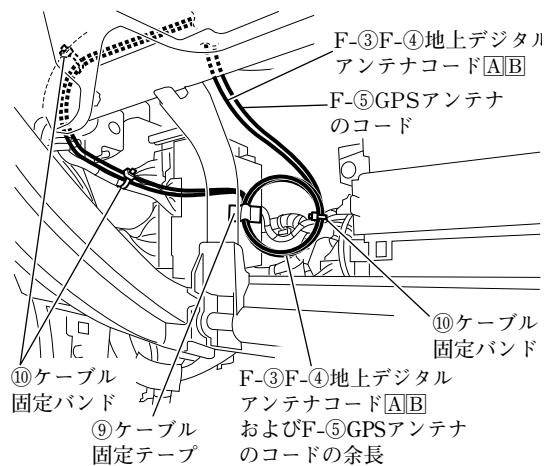 F-③F-④地上デジタル
アンテナコードAB
F-⑤GPSアンテナ
のコード
⑩ケーブル
固定バンド
⑩ケーブル
固定バンド
⑨ケーブル
固定テープ
F-③F-④地上デジタル
アンテナコードAB
およびF-⑤GPSアンテナ
のコードの余長